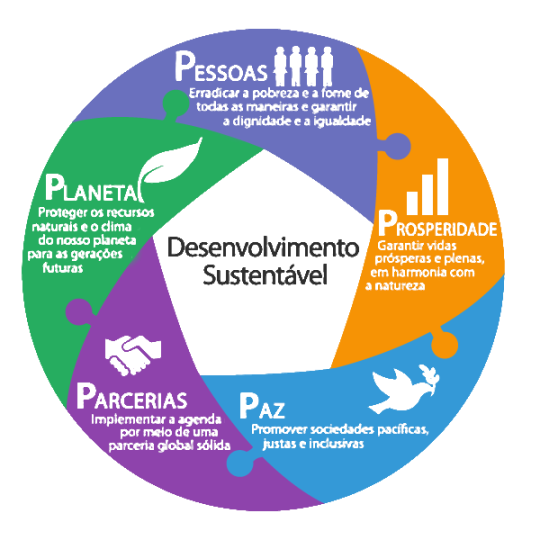 PESSOAS
Erradicar a pobreza e a fome de
todas as maneiras e garantir
a dignidade e a igualdade
PROSPERIDADE
Garantir vidas
prósperas e plenas,
em harmonia com
a natureza
PAZ
Promover sociedades pacíficas,
justas e inclusivas
PARCERIAS
Implementar a agenda
por meio de uma
parceria global sólida
PLANETA
Proteger os recursos
naturais e o clima
do nosso planeta
para as gerações
futuras
Desenvolvimento
Sustentável